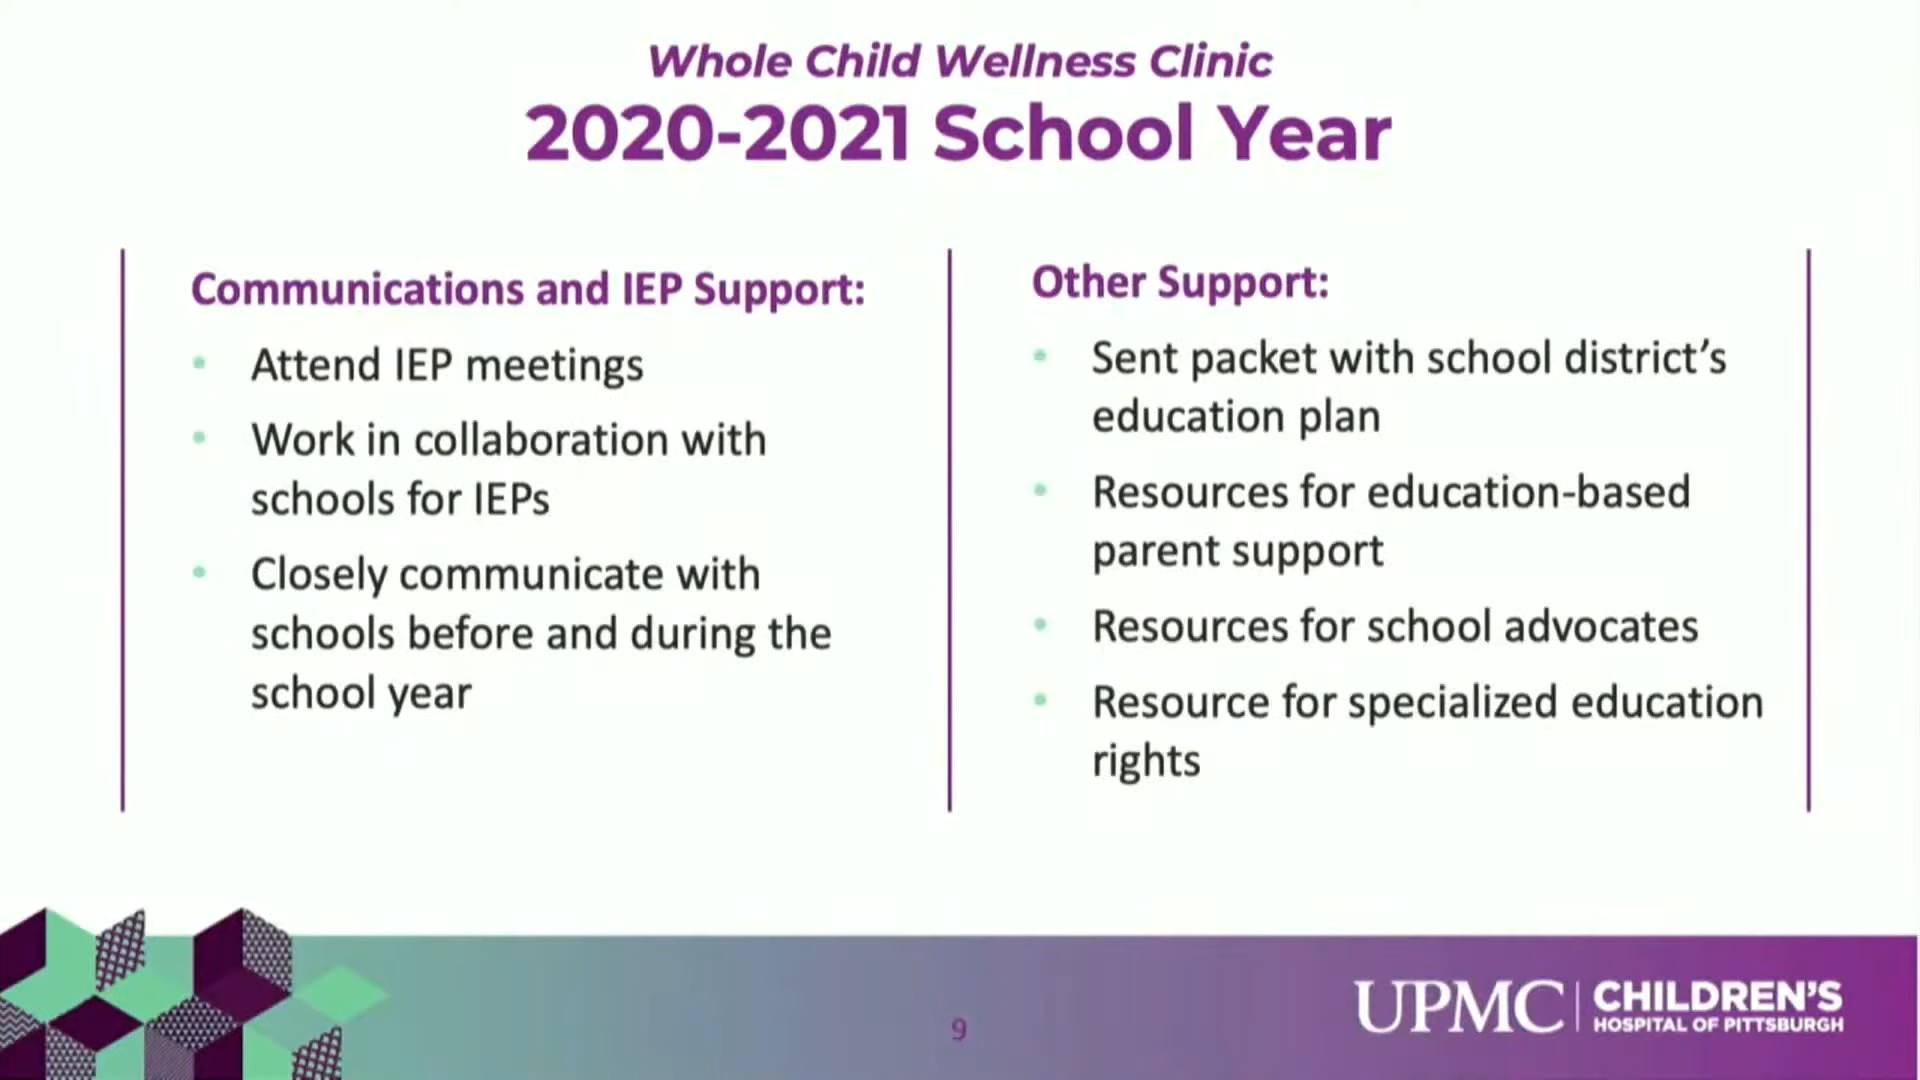 Whole Child Wellness Clinic
2020-2021 School Year
Communications and IEP Support:
• Attend IEP meetings
• Work in collaboration with
schools for IEPs
• Closely communicate with
schools before and during the
school year
Other Support:
• Sent packet with school district’s
education plan
• Resources for education-based
parent support
• Resources for school advocates
• Resource for specialized education
rights
9
UPMC | CHILDREN’S
HOSPITAL OF PITTSBURGH